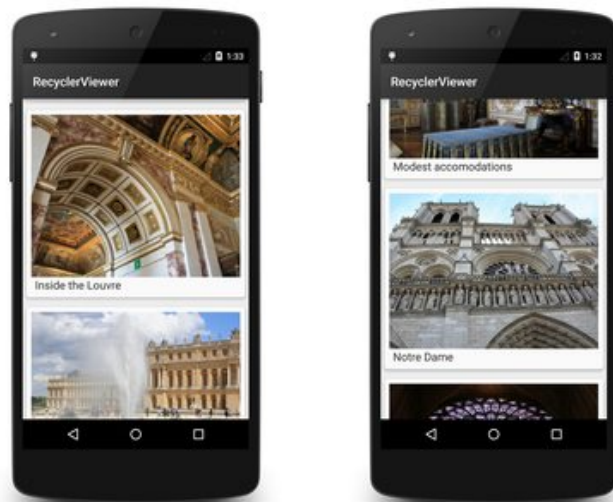 1:33
RecyclerViewer
Inside the Louvre
1:32
RecyclerViewer
Modest accomodations
Notre Dame